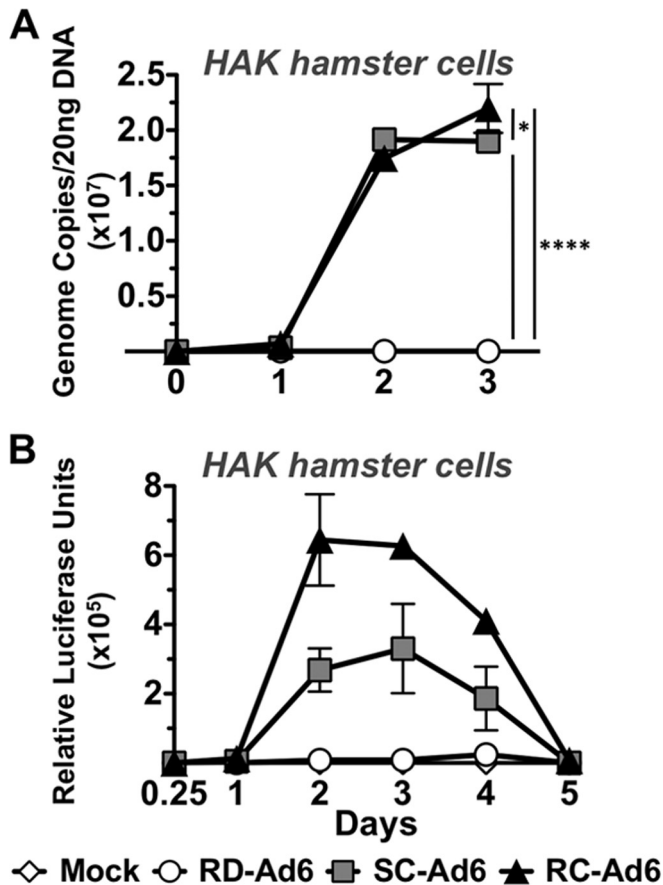 A
HAK hamster cells
Genome Copies/20ng DNA
(x10⁷)
2.5
2.0
1.5
1.0
0.5
*
****
0 1 2 3
B
HAK hamster cells
Relative Luciferase Units
(x10⁵)
8
6
4
2
0.25 1 2 3 4 5
Days
Mock RD-Ad6 SC-Ad6 RC-Ad6